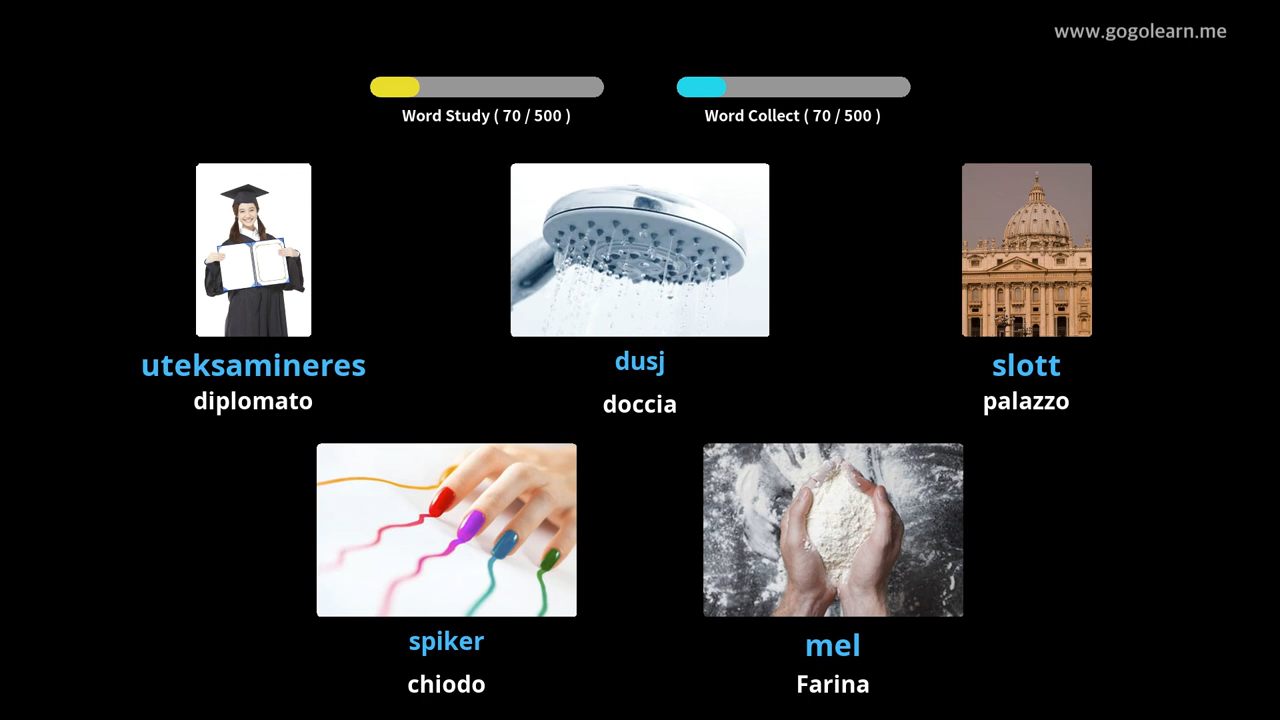 www.gogolearn.me
Word Study ( 70 / 500 )
Word Collect ( 70 / 500 )
uteksamineres
diplomato
dusj
doccia
slott
palazzo
spiker
chiodo
mel
Farina